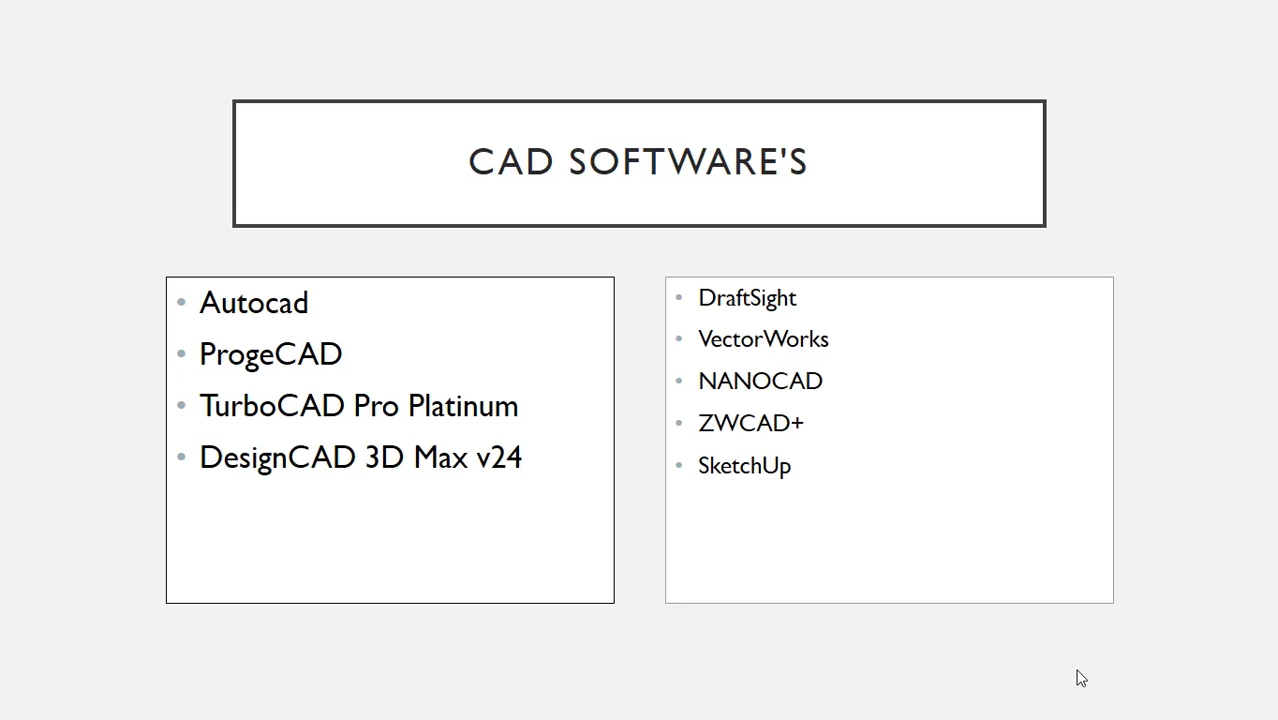 CAD SOFTWARE'S
Autocad
ProgeCAD
TurboCAD Pro Platinum
DesignCAD 3D Max v24
DraftSight
VectorWorks
NANOCAD
ZWCAD+
SketchUp